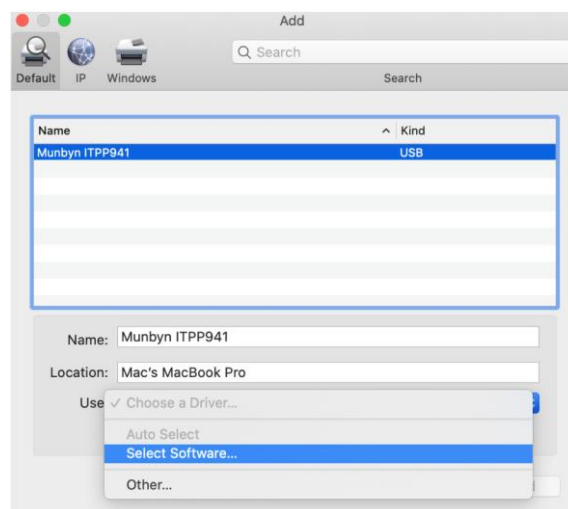 Add
Search
Default IP Windows Search
Name Kind
Munbyn ITPP941 USB
Name: Munbyn ITPP941
Location: Mac's MacBook Pro
Use ✓ Choose a Driver...
Auto Select
Select Software...
Other...